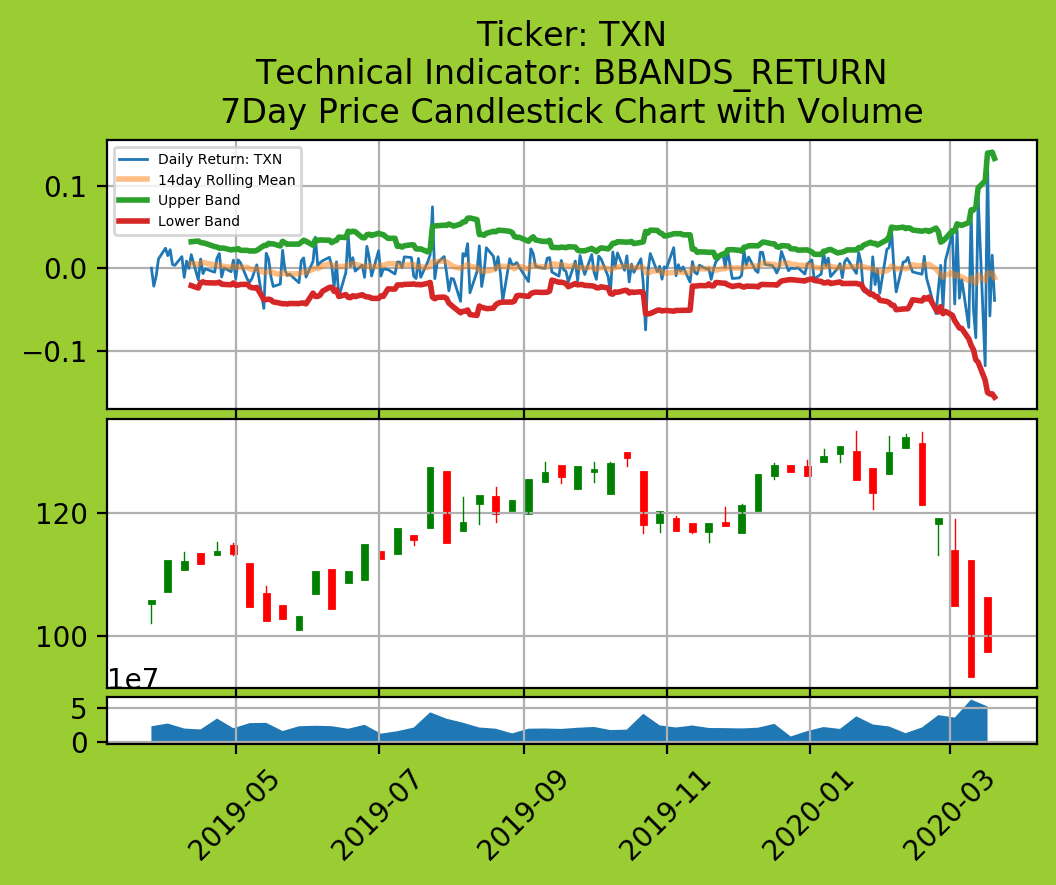 Ticker: TXN
Technical Indicator: BBANDS_RETURN
7Day Price Candlestick Chart with Volume
Daily Return: TXN
14day Rolling Mean
Upper Band
Lower Band
0.1
0.0
−0.1
120
100
1e7
5
0
2019-05
2019-07
2019-09
2019-11
2020-01
2020-03